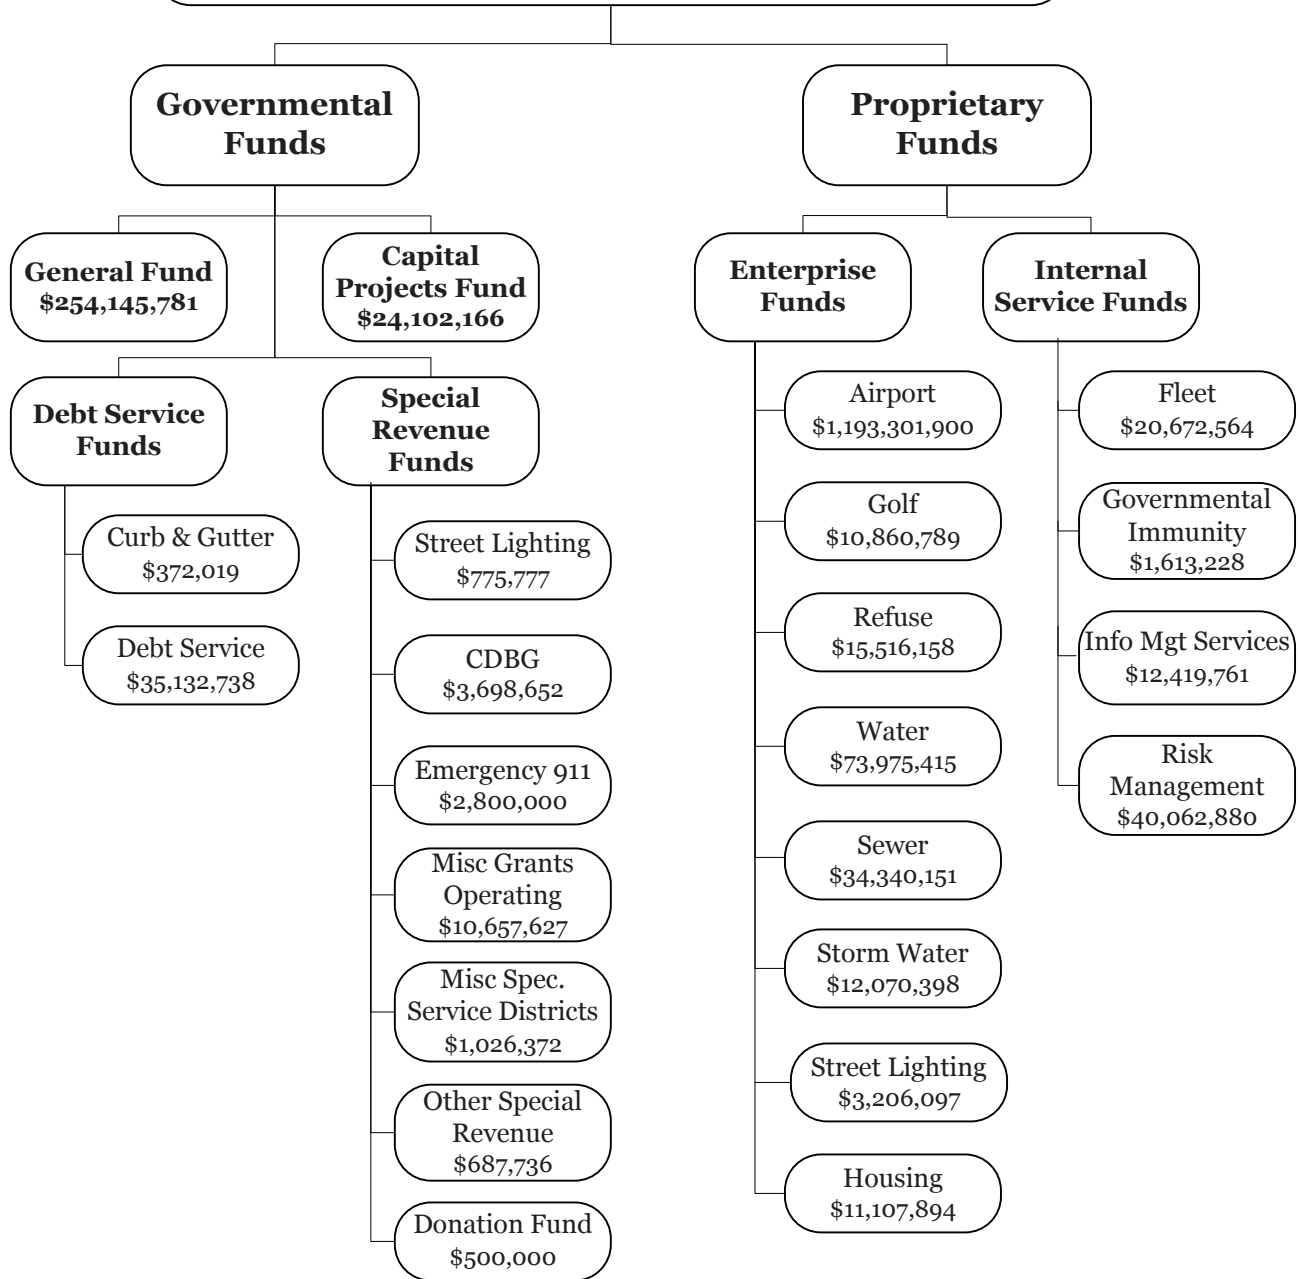 Governmental
Funds
Proprietary
Funds
General Fund
$254,145,781
Capital
Projects Fund
$24,102,166
Enterprise
Funds
Internal
Service Funds
Debt Service
Funds
Special
Revenue
Funds
Curb & Gutter
$372,019
Debt Service
$35,132,738
Street Lighting
$775,777
CDBG
$3,698,652
Emergency 911
$2,800,000
Misc Grants
Operating
$10,657,627
Misc Spec.
Service Districts
$1,026,372
Other Special
Revenue
$687,736
Donation Fund
$500,000
Airport
$1,193,301,900
Golf
$10,860,789
Refuse
$15,516,158
Water
$73,975,415
Sewer
$34,340,151
Storm Water
$12,070,398
Street Lighting
$3,206,097
Housing
$11,107,894
Fleet
$20,672,564
Governmental
Immunity
$1,613,228
Info Mgt Services
$12,419,761
Risk
Management
$40,062,880